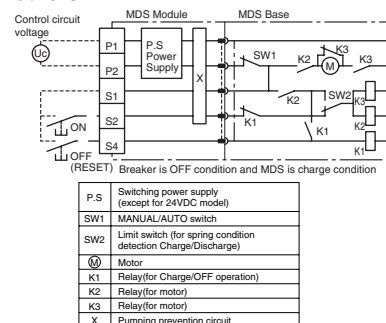 Control circuit
voltage
MDS Module
MDS Base
Uc
P1
P.S
Power
Supply
P2
X
SW1
K2
K3
M
K3
S1
K2
SW2
K3
S2
ON
K1
K1
K2
S4
K1
OFF
(RESET)
Breaker is OFF condition and MDS is charge condition
P.S Switching power supply
(except for 24VDC model)
SW1 MANUAL/AUTO switch
SW2 Limit switch (for spring condition
detection Charge/Discharge)
M Motor
K1 Relay(for Charge/OFF operation)
K2 Relay(for motor)
K3 Relay(for motor)
X Pumping prevention circuit